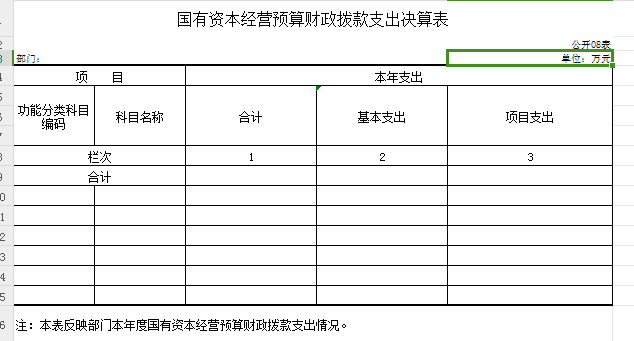 国有资本经营预算财政拨款支出决算表
公开08表
部门： 单位：万元
项 目 本年支出
功能分类科目编码 科目名称 合计 基本支出 项目支出
栏次 1 2 3
合计
注：本表反映部门本年度国有资本经营预算财政拨款支出情况。